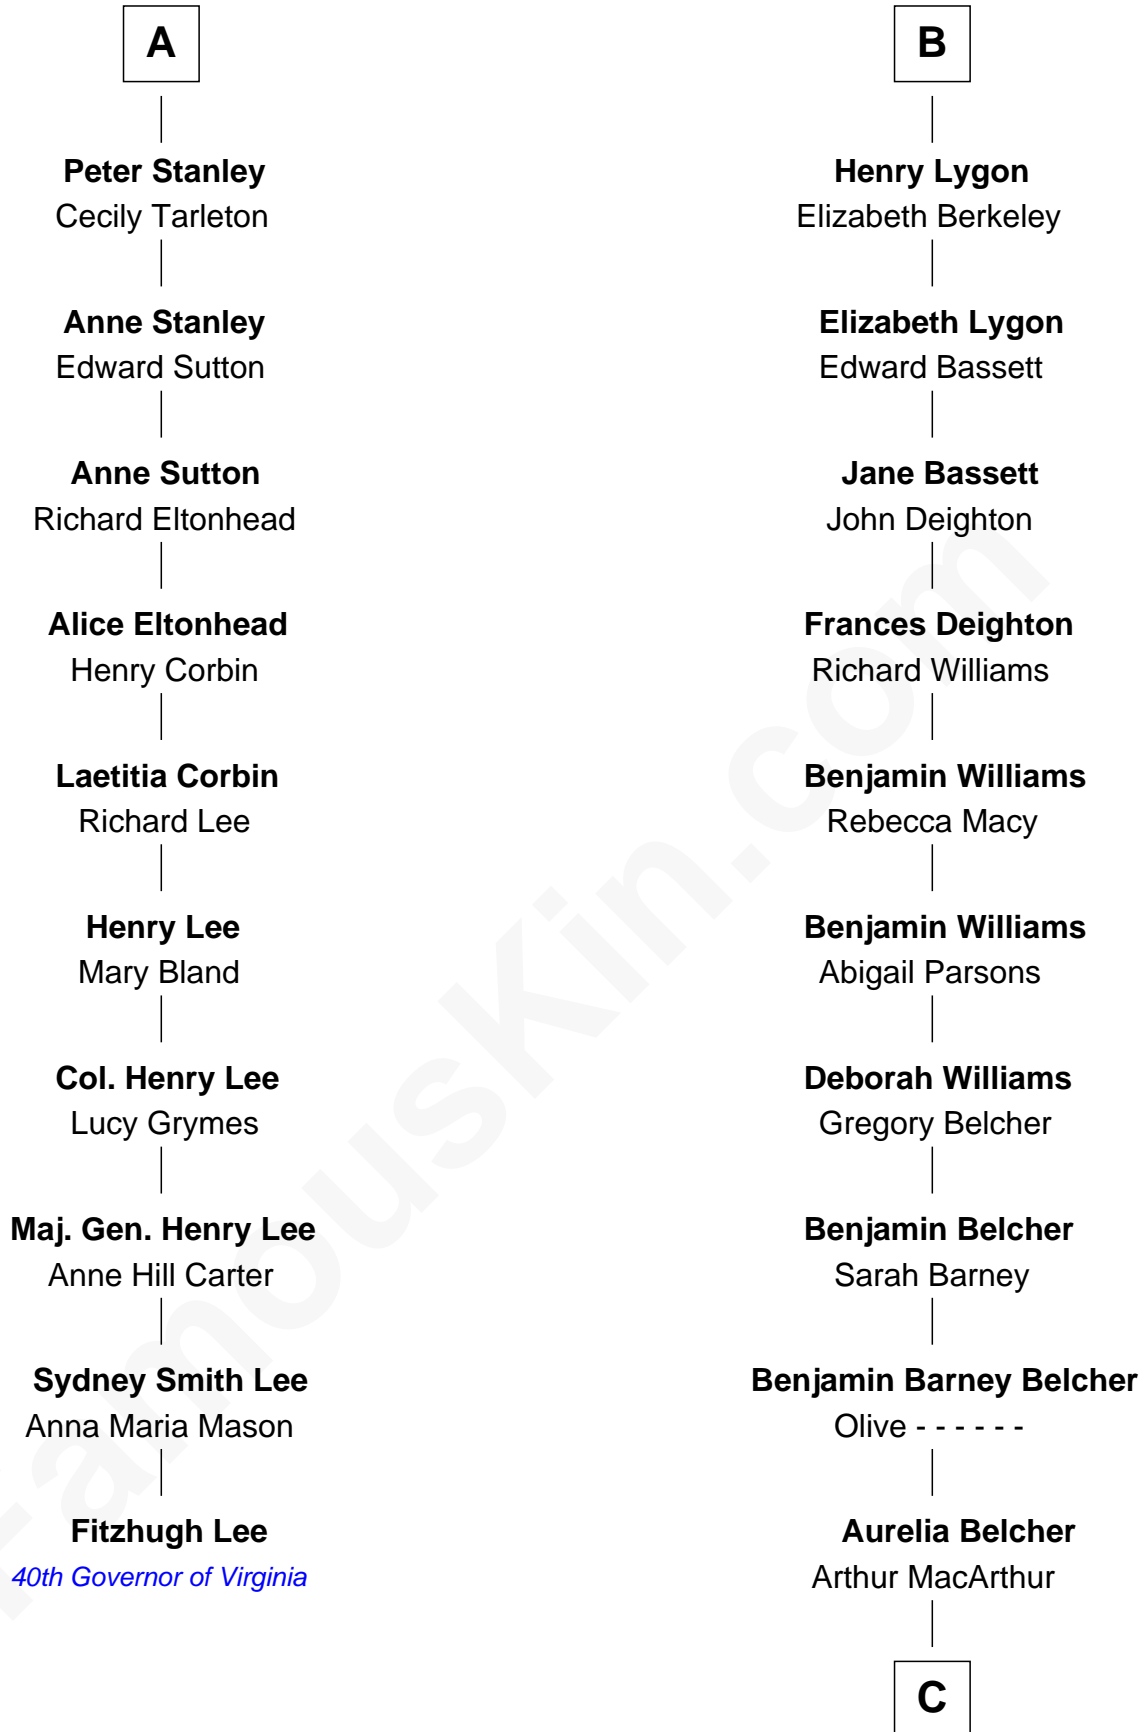 A
Peter Stanley
Cecily Tarleton
Anne Stanley
Edward Sutton
Anne Sutton
Richard Eltonhead
Alice Eltonhead
Henry Corbin
Laetitia Corbin
Richard Lee
Henry Lee
Mary Bland
Col. Henry Lee
Lucy Grymes
Maj. Gen. Henry Lee
Anne Hill Carter
Sydney Smith Lee
Anna Maria Mason
Fitzhugh Lee
40th Governor of Virginia
B
Henry Lygon
Elizabeth Berkeley
Elizabeth Lygon
Edward Bassett
Jane Bassett
John Deighton
Frances Deighton
Richard Williams
Benjamin Williams
Rebecca Macy
Benjamin Williams
Abigail Parsons
Deborah Williams
Gregory Belcher
Benjamin Belcher
Sarah Barney
Benjamin Barney Belcher
Olive - - - - - -
Aurelia Belcher
Arthur MacArthur
C
FamousKin.com